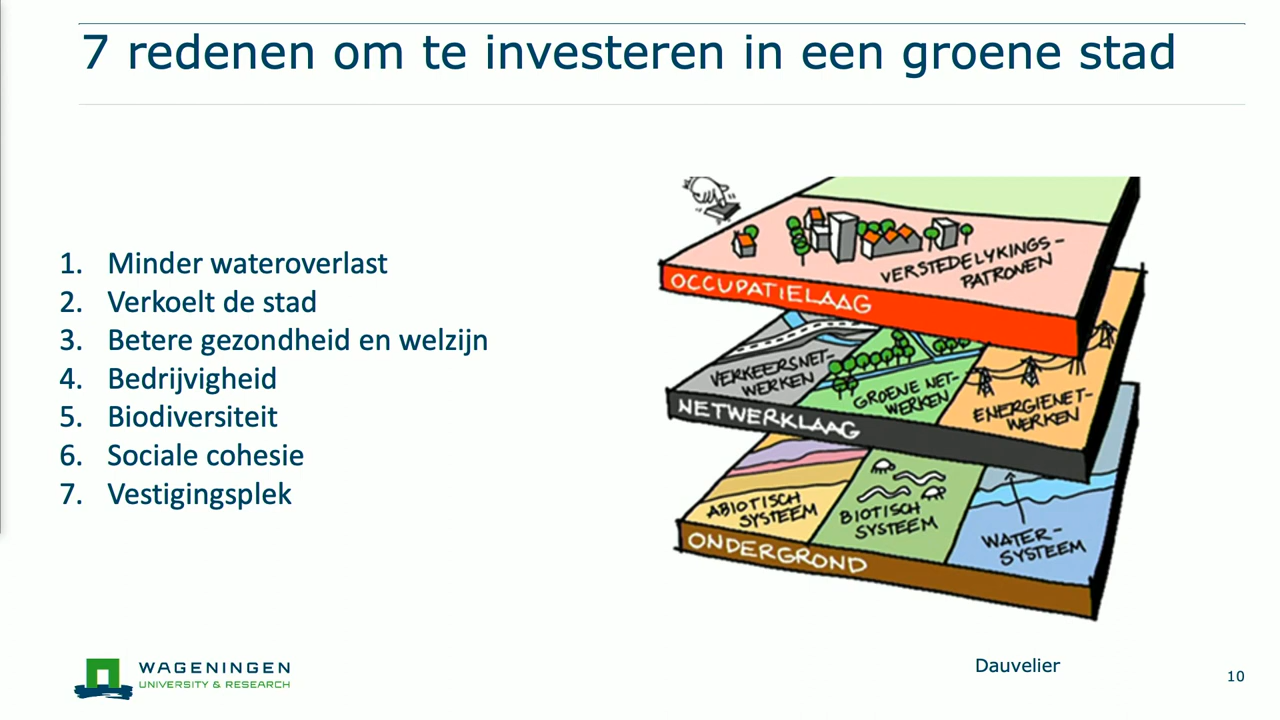 7 redenen om te investeren in een groene stad
1. Minder wateroverlast
2. Verkoelt de stad
3. Betere gezondheid en welzijn
4. Bedrijvigheid
5. Biodiversiteit
6. Sociale cohesie
7. Vestigingsplek
VERSTEDELYKINGS-
PATRONEN
OCCUPATIELAAG
VERKEERSNET-
WERKEN
GROENE NET-
WERKEN
ENERGIENET-
WERKEN
NETWERKLAAG
ABIOTISCH
SYSTEEM
BIOTISCH
SYSTEEM
WATER-
SYSTEEM
ONDERGROND
WAGENINGEN
UNIVERSITY & RESEARCH
Dauvelier
10